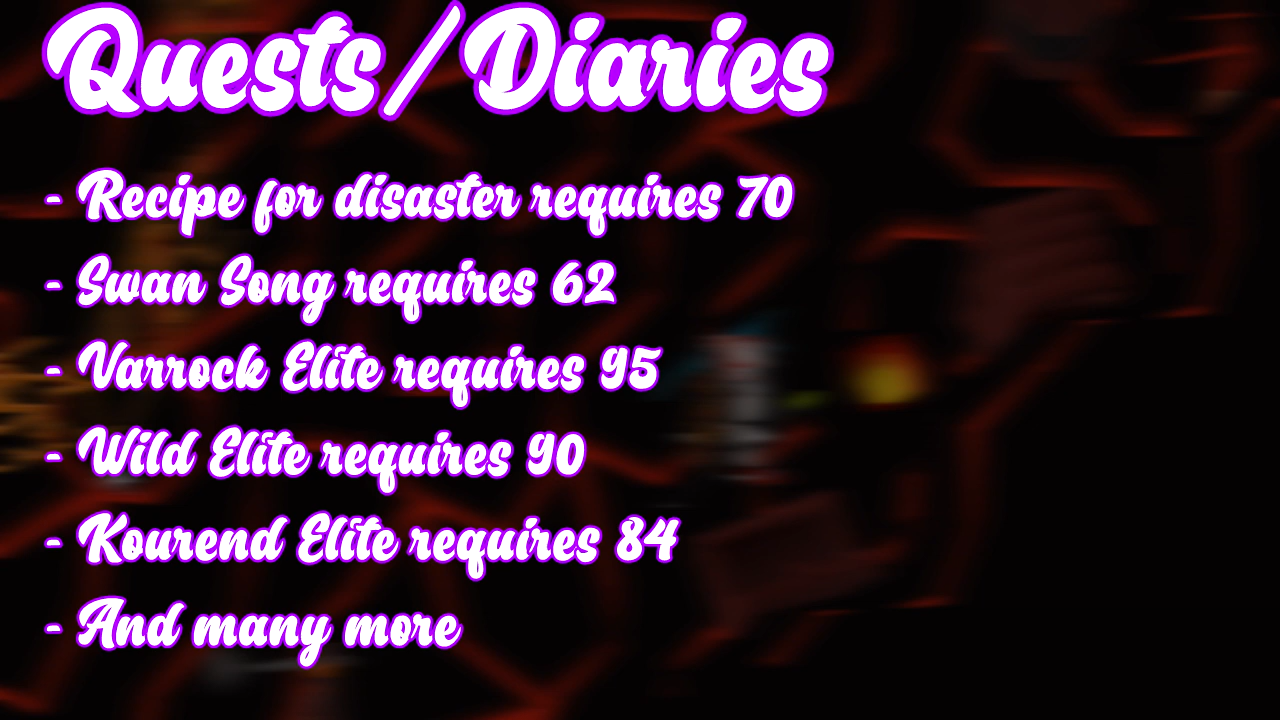 Quests/Diaries
- Recipe for disaster requires 70
- Swan Song requires 62
- Varrock Elite requires 95
- Wild Elite requires 90
- Kourend Elite requires 84
- And many more